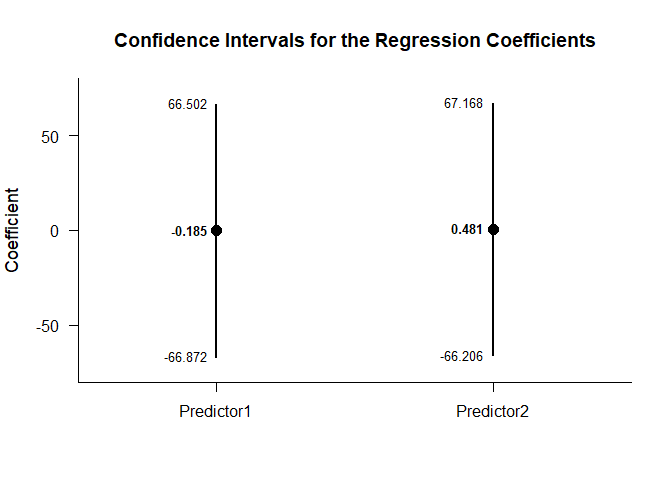 Confidence Intervals for the Regression Coefficients
Coefficient
50
0
-50
66.502
-0.185
-66.872
67.168
0.481
-66.206
Predictor1
Predictor2